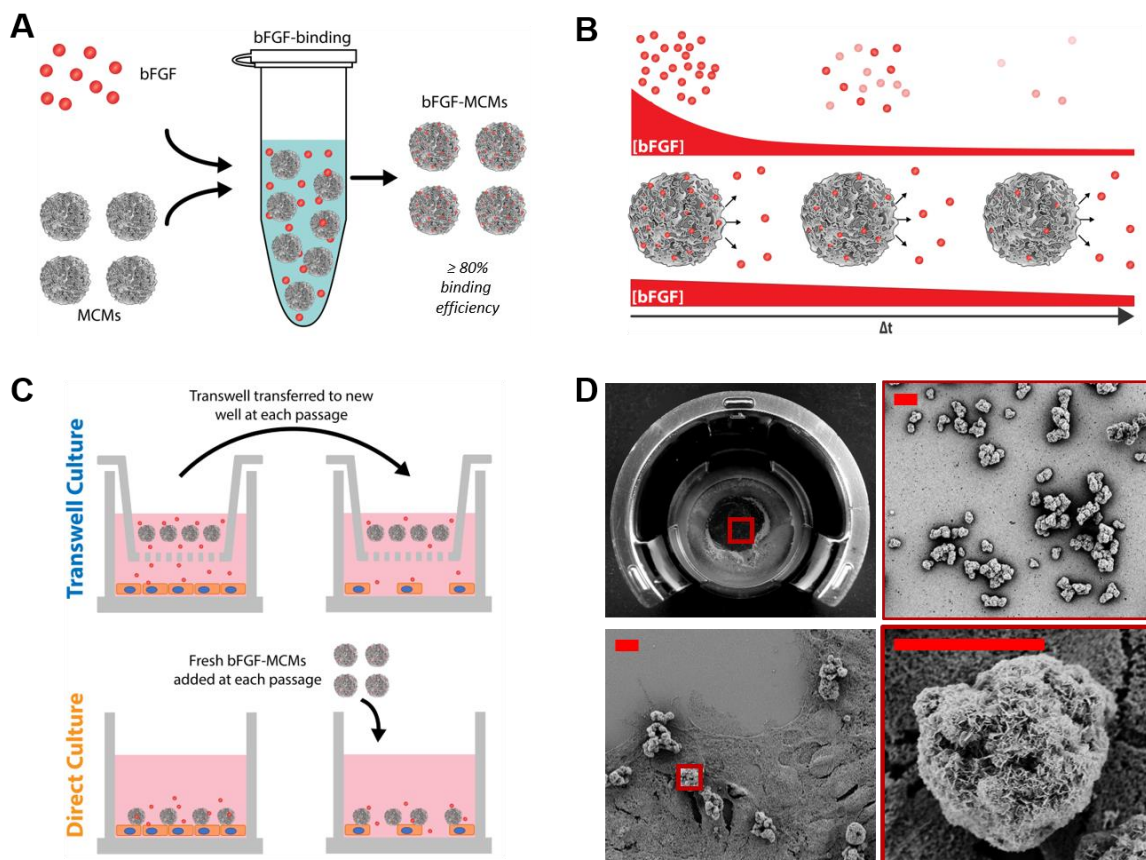 A
bFGF
MCMs
bFGF-binding
bFGF-MCMs
≥ 80%
binding
efficiency
B
[bFGF]
[bFGF]
Δt
C
Transwell Culture
Transwell transferred to new
well at each passage
Direct Culture
Fresh bFGF-MCMs
added at each passage
D